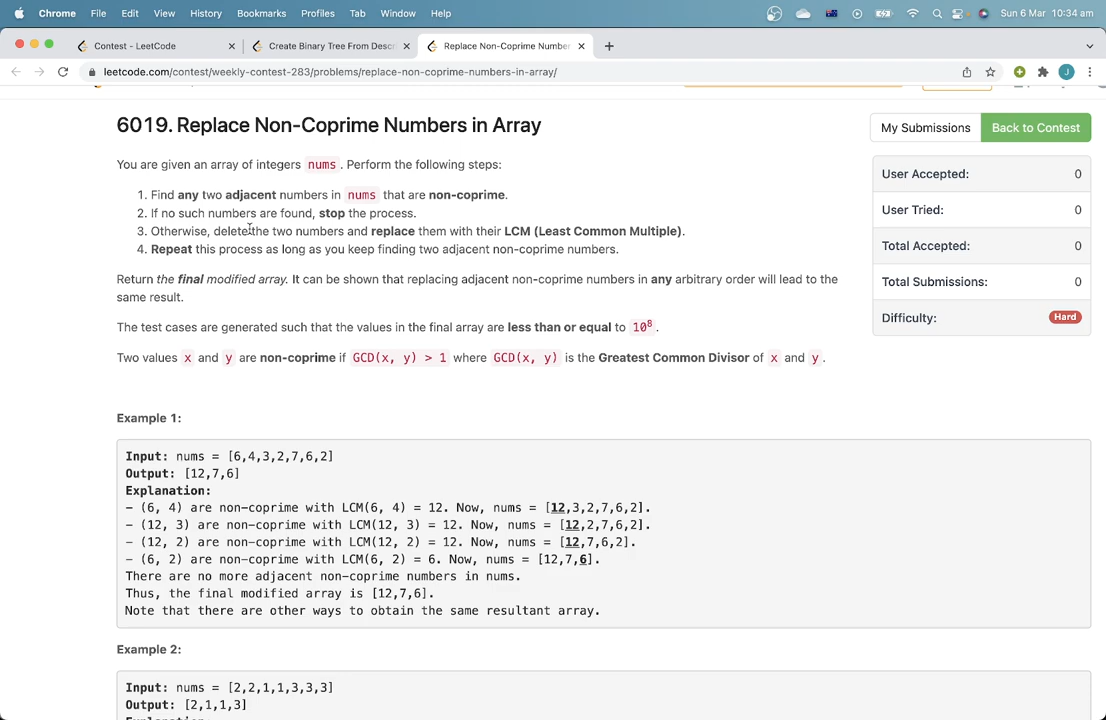 Chrome File Edit View History Bookmarks Profiles Tab Window Help Sun 6 Mar 10:34 am
Contest - LeetCode Create Binary Tree From Descr Replace Non-Coprime Number
leetcode.com/contest/weekly-contest-283/problems/replace-non-coprime-numbers-in-array/ J
6019. Replace Non-Coprime Numbers in Array
My Submissions Back to Contest
You are given an array of integers nums. Perform the following steps:
1. Find any two adjacent numbers in nums that are non-coprime.
2. If no such numbers are found, stop the process.
3. Otherwise, delete the two numbers and replace them with their LCM (Least Common Multiple).
4. Repeat this process as long as you keep finding two adjacent non-coprime numbers.
Return the final modified array. It can be shown that replacing adjacent non-coprime numbers in any arbitrary order will lead to the
same result.
The test cases are generated such that the values in the final array are less than or equal to 10⁸.
Two values x and y are non-coprime if GCD(x, y) > 1 where GCD(x, y) is the Greatest Common Divisor of x and y.
User Accepted: 0
User Tried: 0
Total Accepted: 0
Total Submissions: 0
Difficulty: Hard
Example 1:
Input: nums = [6,4,3,2,7,6,2]
Output: [12,7,6]
Explanation:
- (6, 4) are non-coprime with LCM(6, 4) = 12. Now, nums = [12,3,2,7,6,2].
- (12, 3) are non-coprime with LCM(12, 3) = 12. Now, nums = [12,2,7,6,2].
- (12, 2) are non-coprime with LCM(12, 2) = 12. Now, nums = [12,7,6,2].
- (6, 2) are non-coprime with LCM(6, 2) = 6. Now, nums = [12,7,6].
There are no more adjacent non-coprime numbers in nums.
Thus, the final modified array is [12,7,6].
Note that there are other ways to obtain the same resultant array.
Example 2:
Input: nums = [2,2,1,1,3,3,3]
Output: [2,1,1,3]